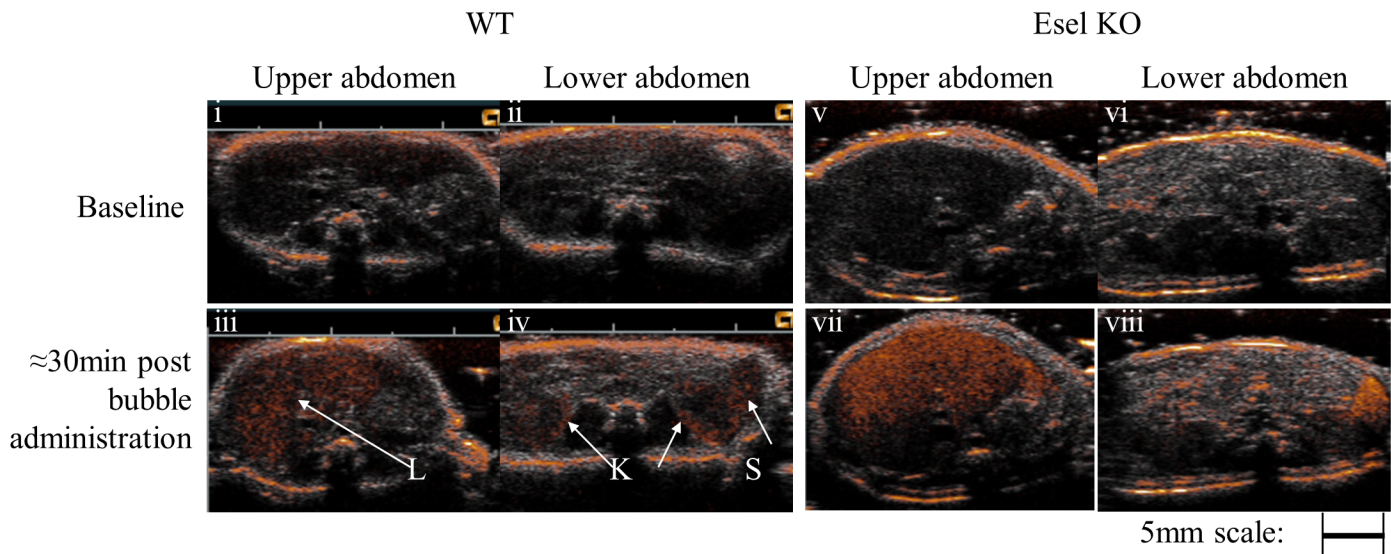 WT Esel KO
Upper abdomen Lower abdomen Upper abdomen Lower abdomen
i ii v vi
Baseline
iii iv vii viii
≈30min post
bubble
administration
L K S
5mm scale: